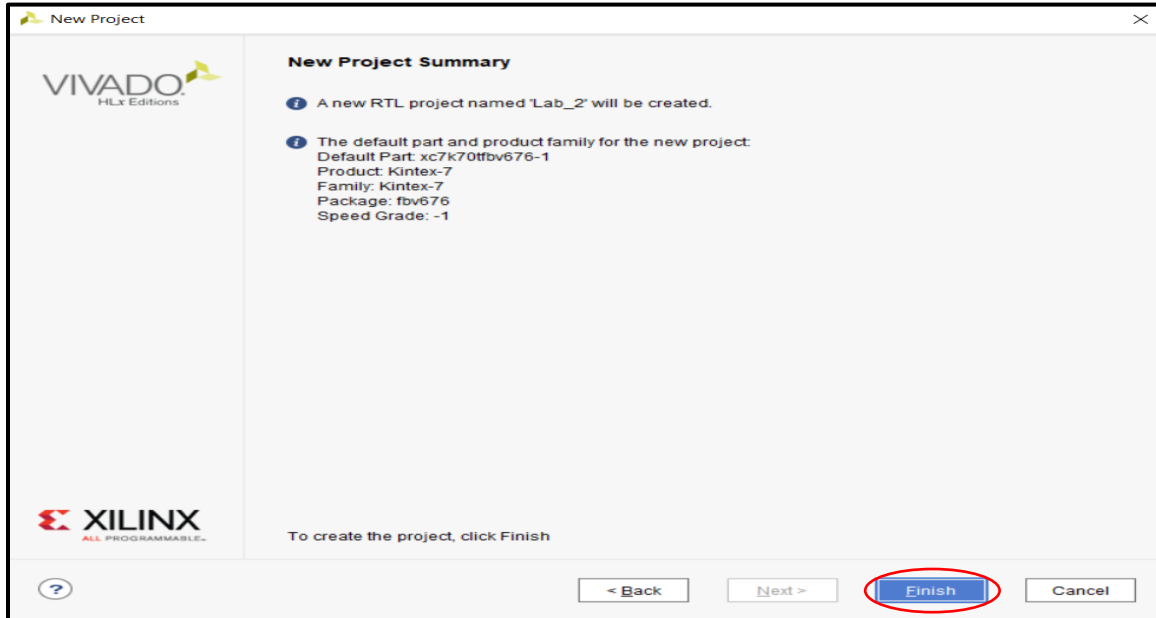 New Project
VIVADO
HLx Editions
New Project Summary
A new RTL project named 'Lab_2' will be created.
The default part and product family for the new project:
Default Part: xc7k70tfbv676-1
Product: Kintex-7
Family: Kintex-7
Package: fbv676
Speed Grade: -1
XILINX
ALL PROGRAMMABLE.
To create the project, click Finish
?
< Back
Next >
Finish
Cancel